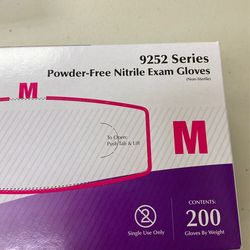 9252 Series
Powder-Free Nitrile Exam Gloves
(Non-Sterile)
M
To Open:
Push Tab & Lift
M
Single Use Only
CONTENTS:
200
Gloves By Weight